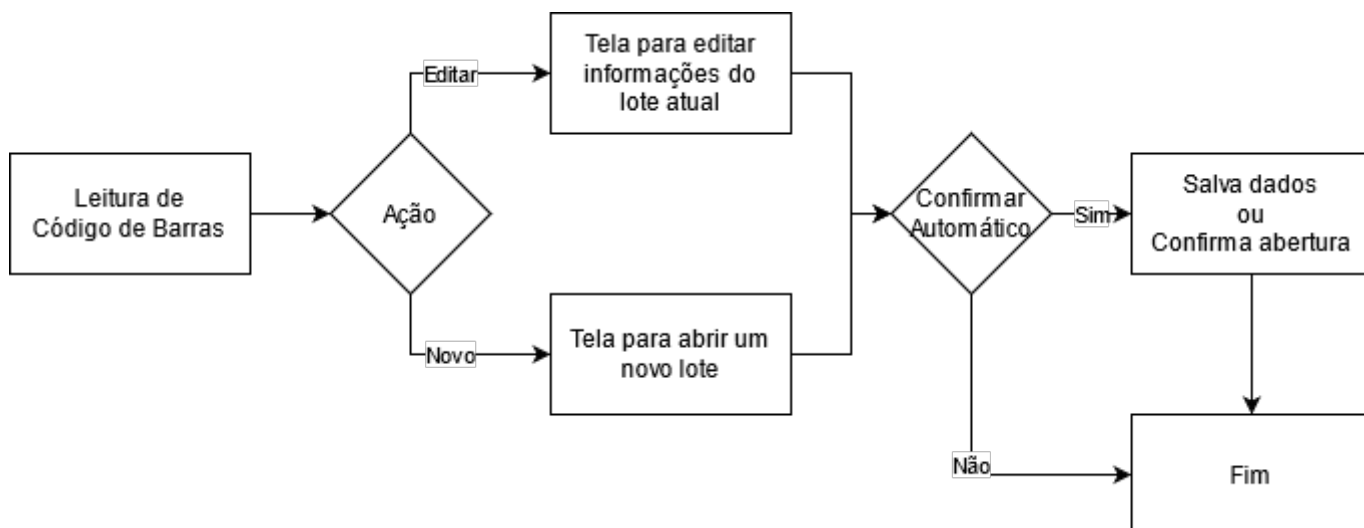 Leitura de
Código de Barras
Ação
Editar
Tela para editar
informações do
lote atual
Novo
Tela para abrir um
novo lote
Confirmar
Automático
Sim
Salva dados
ou
Confirma abertura
Não
Fim